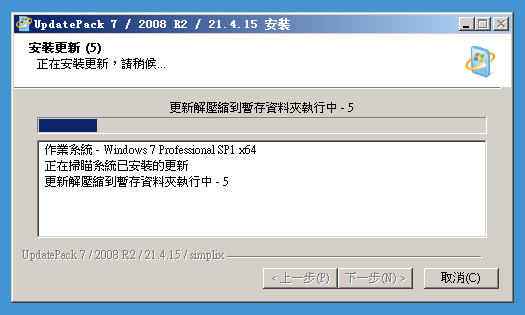 UpdatePack 7 / 2008 R2 / 21.4.15 安裝
安裝更新 (5)
正在安裝更新，請稍候...
更新解壓縮到暫存資料夾執行中 - 5
作業系統 - Windows 7 Professional SP1 x64
正在掃瞄系統已安裝的更新
更新解壓縮到暫存資料夾執行中 - 5
UpdatePack 7 / 2008 R2 / 21.4.15 / simplix
< 上一步(P) 下一步(N) > 取消(C)